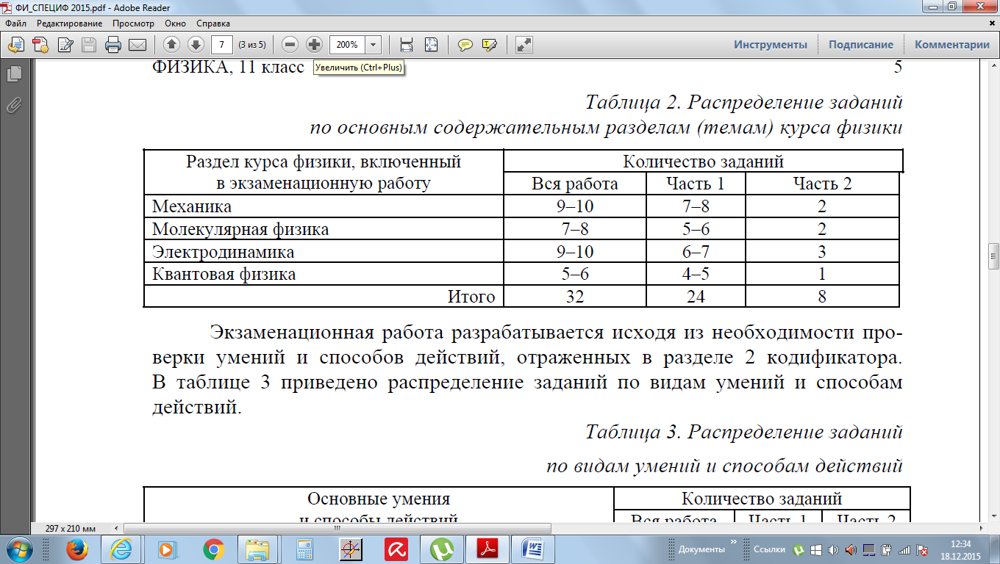 ФИ_СПЕЦИФ 2015.pdf - Adobe Reader
Файл Редактирование Просмотр Окно Справка
7 (3 из 5) 200% Инструменты Подписание Комментарии
ФИЗИКА, 11 класс Увеличить (Ctrl+Plus) 5
Таблица 2. Распределение заданий
по основным содержательным разделам (темам) курса физики
Раздел курса физики, включенный
в экзаменационную работу
Количество заданий
Вся работа Часть 1 Часть 2
Механика 9–10 7–8 2
Молекулярная физика 7–8 5–6 2
Электродинамика 9–10 6–7 3
Квантовая физика 5–6 4–5 1
Итого 32 24 8
Экзаменационная работа разрабатывается исходя из необходимости про-
верки умений и способов действий, отраженных в разделе 2 кодификатора.
В таблице 3 приведено распределение заданий по видам умений и способам
действий.
Таблица 3. Распределение заданий
по видам умений и способам действий
Основные умения
и способы действий
Количество заданий
Вся работа Часть 1 Часть 2
297 x 210 мм
Документы » Ссылки 12:34
18.12.2015